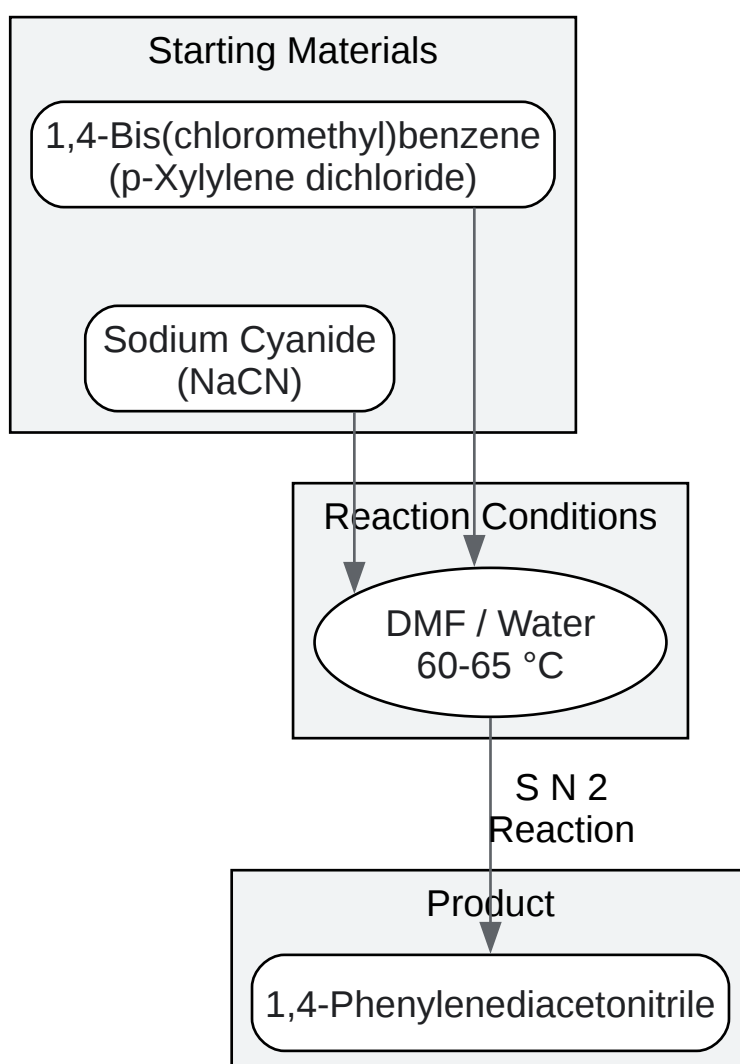 Starting Materials
1,4-Bis(chloromethyl)benzene
(p-Xylylene dichloride)
Sodium Cyanide
(NaCN)
Reaction Conditions
DMF / Water
60-65 °C
S N 2
Reaction
Product
1,4-Phenylenediacetonitrile